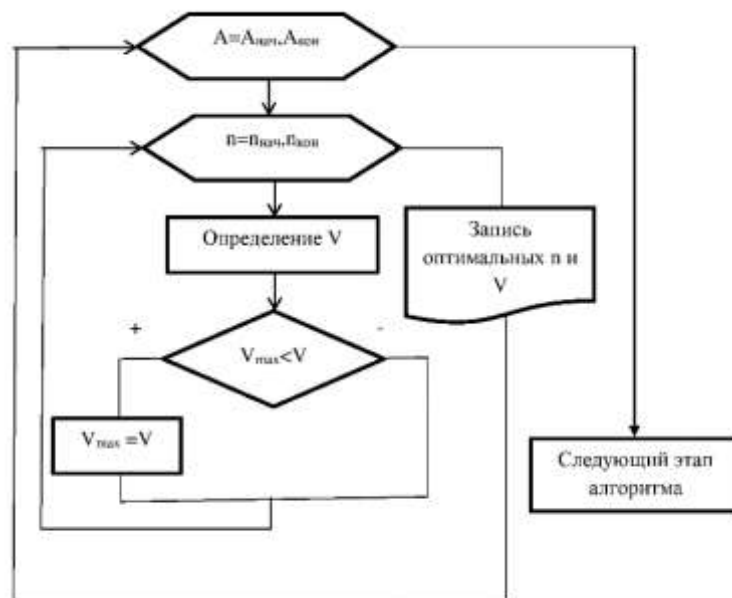 A=Aнач,Aкон
n=nнач,nкон
Определение V
Запись
оптимальных n и
V
+
-
Vmax<V
Vmax =V
Следующий этап
алгоритма